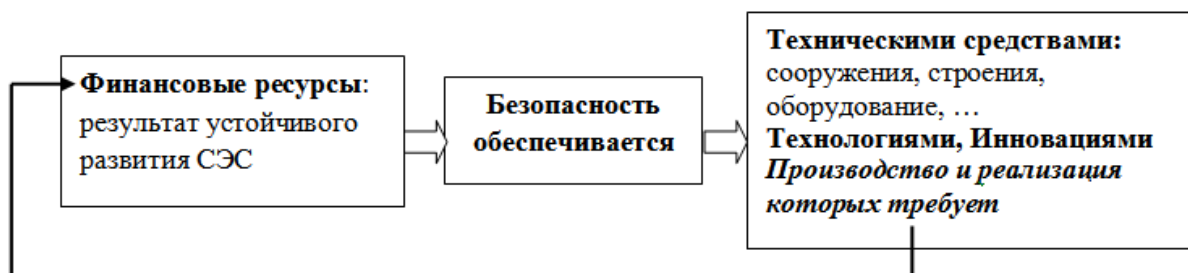 Финансовые ресурсы:
результат устойчивого
развития СЭС
Безопасность
обеспечивается
Техническими средствами:
сооружения, строения,
оборудование, …
Технологиями, Инновациями
Производство и реализация
которых требует